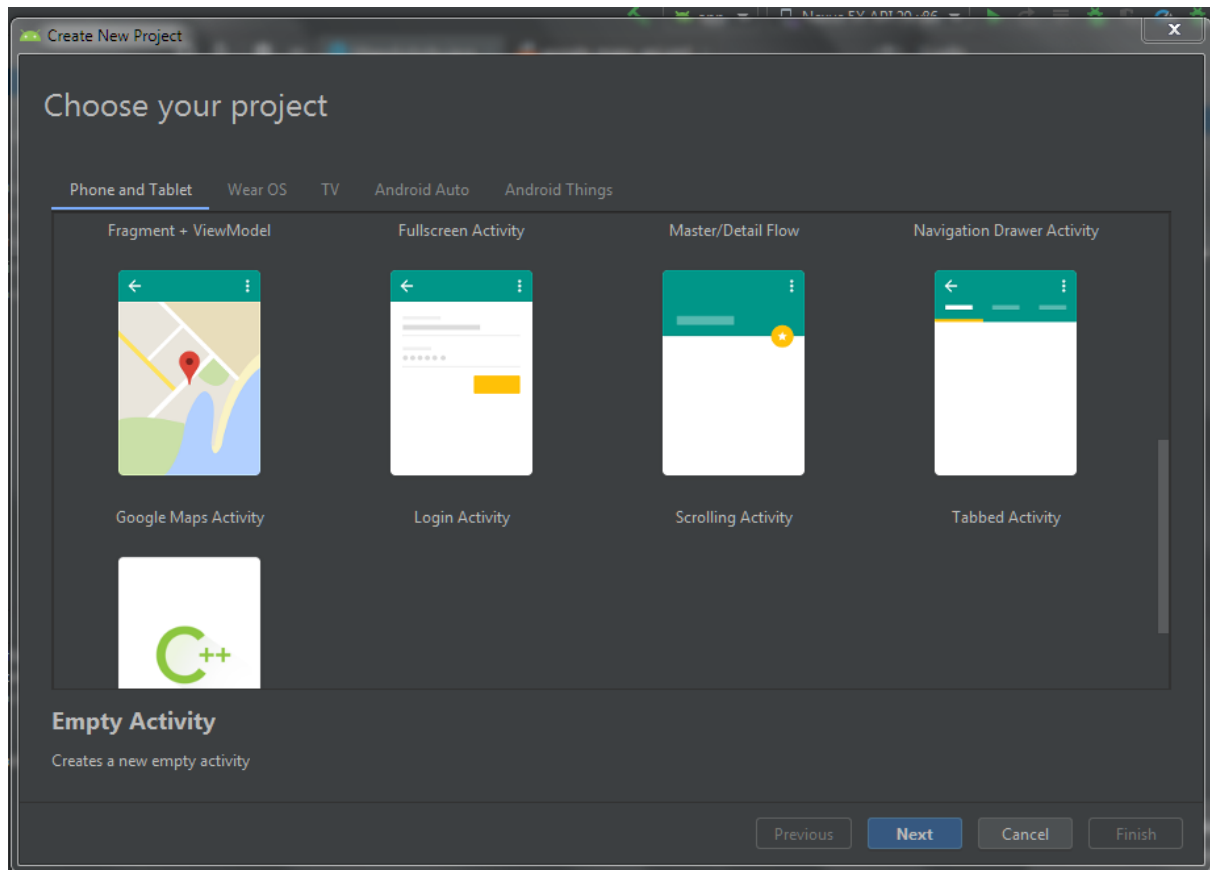 Create New Project
X
Choose your project
Phone and Tablet Wear OS TV Android Auto Android Things
Fragment + ViewModel Fullscreen Activity Master/Detail Flow Navigation Drawer Activity
Google Maps Activity Login Activity Scrolling Activity Tabbed Activity
C++
Empty Activity
Creates a new empty activity
Previous Next Cancel Finish